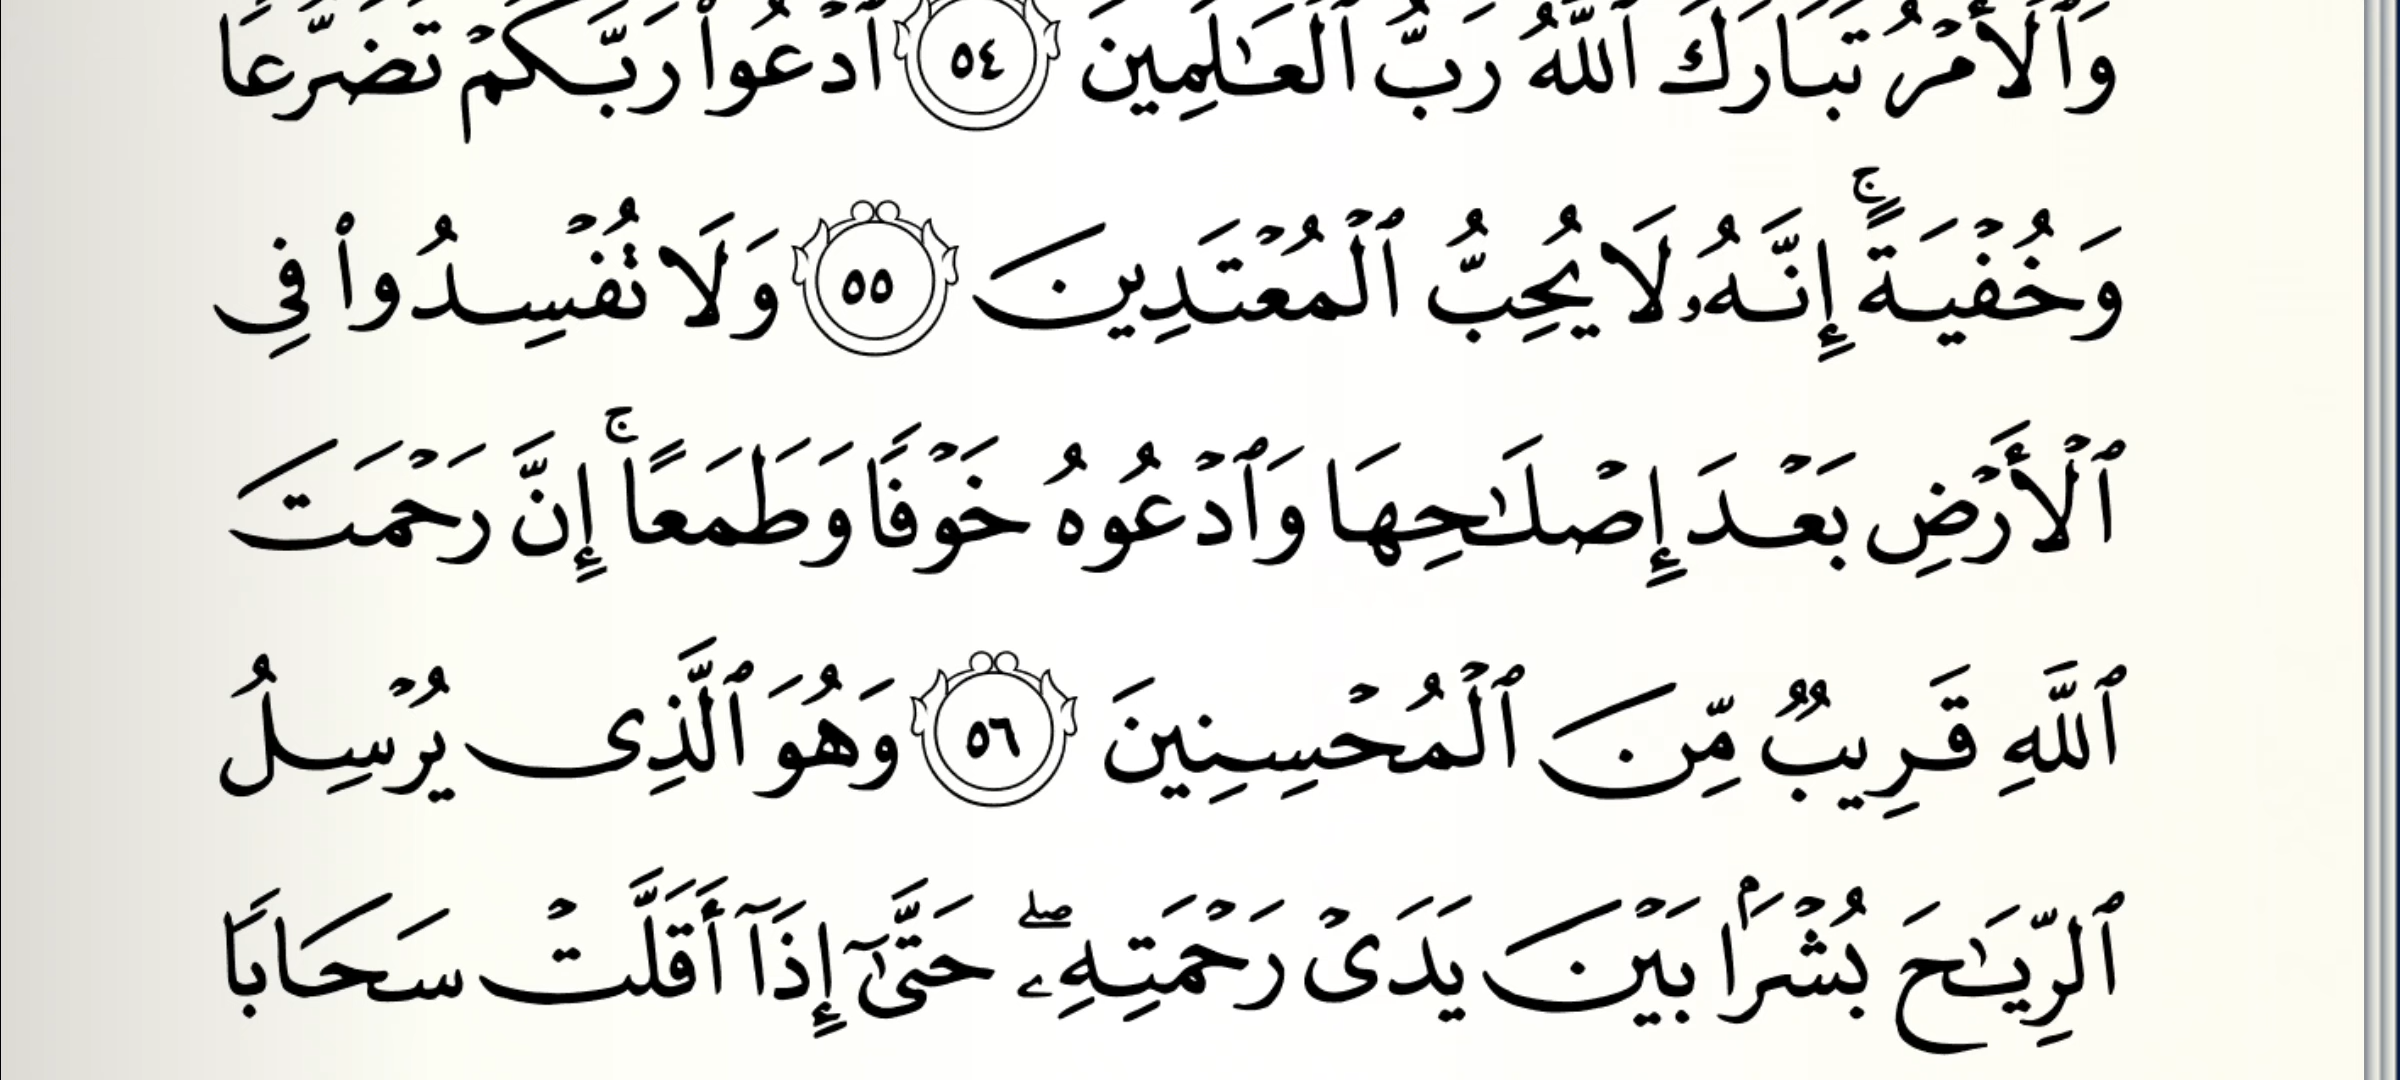 وَٱلۡأَمۡرُۗ تَبَارَكَ ٱللَّهُ رَبُّ ٱلۡعَٰلَمِينَ ٥٤ ٱدۡعُواْ رَبَّكُمۡ تَضَرُّعٗا
وَخُفۡيَةًۚ إِنَّهُۥ لَا يُحِبُّ ٱلۡمُعۡتَدِينَ ٥٥ وَلَا تُفۡسِدُواْ فِي
ٱلۡأَرۡضِ بَعۡدَ إِصۡلَٰحِهَا وَٱدۡعُوهُ خَوۡفٗا وَطَمَعًاۚ إِنَّ رَحۡمَتَ
ٱللَّهِ قَرِيبٞ مِّنَ ٱلۡمُحۡسِنِينَ ٥٦ وَهُوَ ٱلَّذِي يُرۡسِلُ
ٱلرِّيَٰحَ بُشۡرَۢا بَيۡنَ يَدَيۡ رَحۡمَتِهِۦۖ حَتَّىٰٓ إِذَآ أَقَلَّتۡ سَحَابٗا